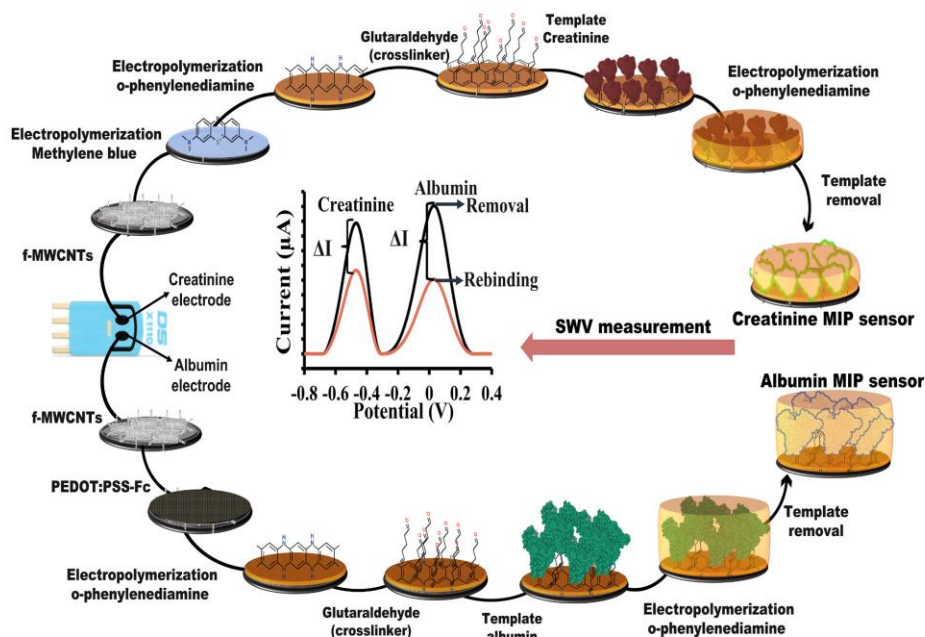 Glutaraldehyde
(crosslinker)
Template
Creatinine
Electropolymerization
o-phenylenediamine
Electropolymerization
o-phenylenediamine
Electropolymerization
Methylene blue
Template
removal
f-MWCNTs
Creatinine
electrode
Albumin
electrode
DS
X1110
Current (µA)
Creatinine
ΔI
Albumin
ΔI
Removal
Rebinding
-0.8 -0.6 -0.4 -0.2 0 0.2 0.4
Potential (V)
Creatinine MIP sensor
SWV measurement
Albumin MIP sensor
f-MWCNTs
PEDOT:PSS-Fc
Template
removal
Electropolymerization
o-phenylenediamine
Glutaraldehyde
(crosslinker)
Template
albumin
Electropolymerization
o-phenylenediamine